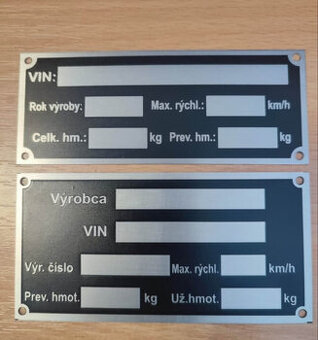 VIN:
Rok výroby: Max. rýchl.: km/h
Celk. hm.: kg Prev. hm.: kg
Výrobca
VIN
Výr. číslo Max. rýchl. km/h
Prev. hmot. kg Už.hmot. kg